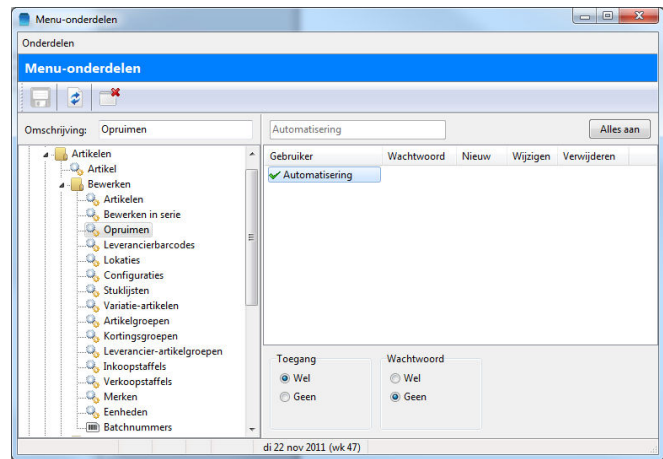 Menu-onderdelen
Onderdelen
Menu-onderdelen
Omschrijving: Opruimen
Automatisering
Alles aan
Artikelen
Artikel
Bewerken
Artikelen
Bewerken in serie
Opruimen
Leverancierbarcodes
Lokaties
Configuraties
Stuklijsten
Variatie-artikelen
Artikelgroepen
Kortingsgroepen
Leverancier-artikelgroepen
Inkoopstaffels
Verkoopstaffels
Merken
Eenheden
Batchnummers
Gebruiker Wachtwoord Nieuw Wijzigen Verwijderen
Automatisering
Toegang
Wel
Geen
Wachtwoord
Wel
Geen
di 22 nov 2011 (wk 47)